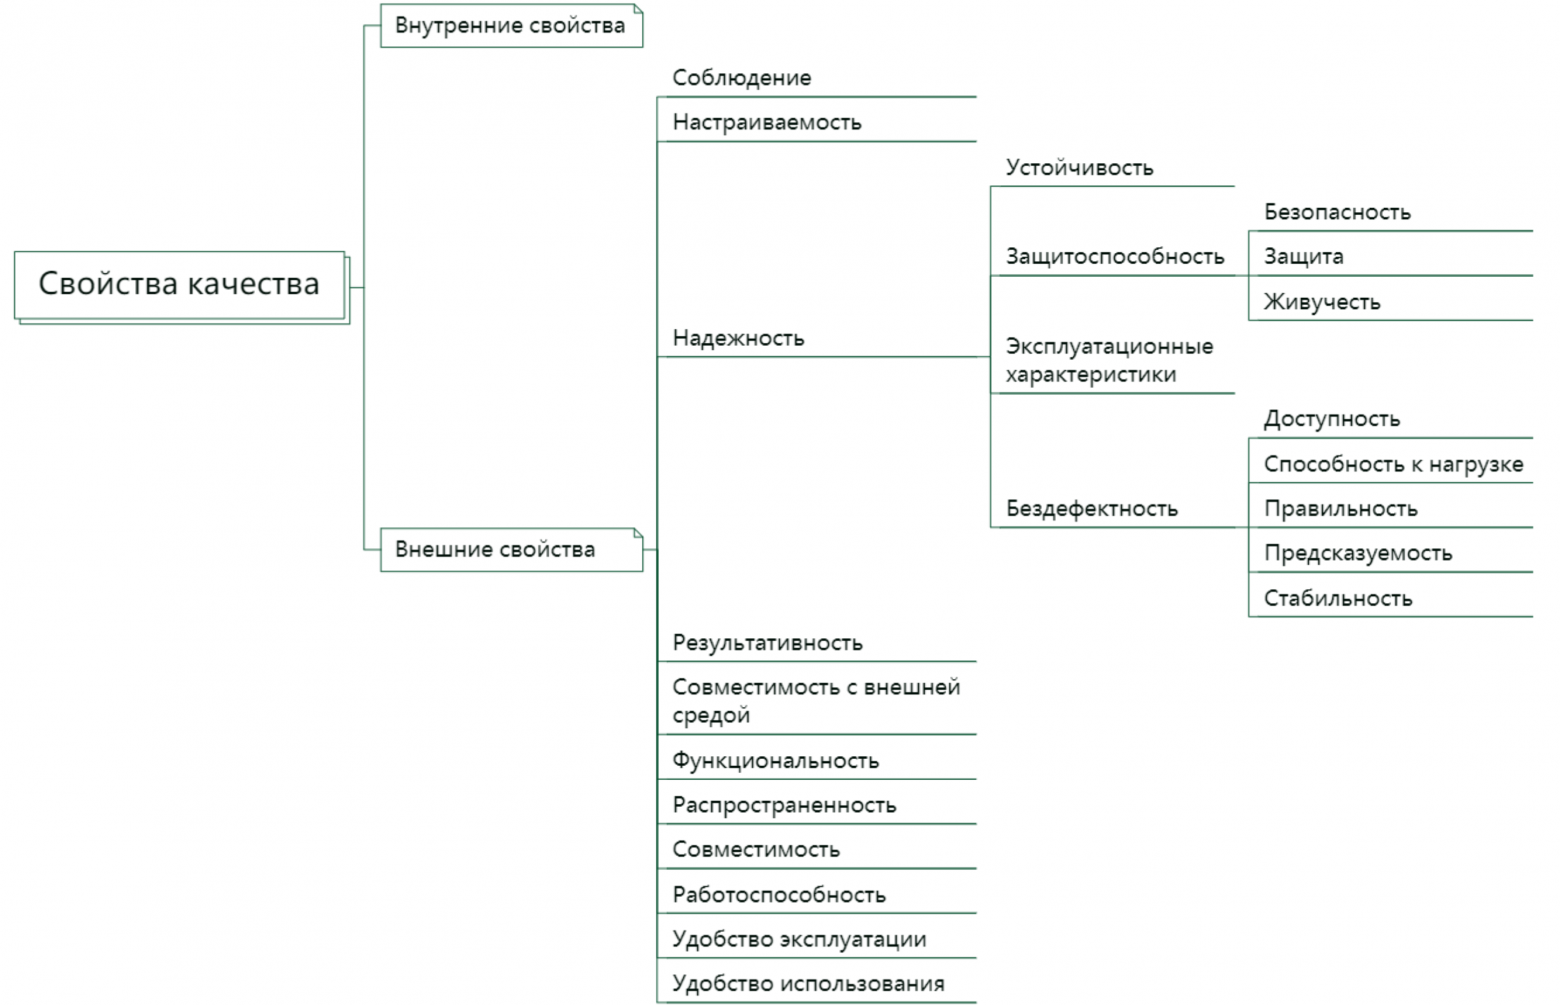 Внутренние свойства
Соблюдение
Настраиваемость
Устойчивость
Безопасность
Защитоспособность
Защита
Свойства качества
Живучесть
Надежность
Эксплуатационные
характеристики
Доступность
Способность к нагрузке
Бездефектность
Правильность
Внешние свойства
Предсказуемость
Стабильность
Результативность
Совместимость с внешней
средой
Функциональность
Распространенность
Совместимость
Работоспособность
Удобство эксплуатации
Удобство использования